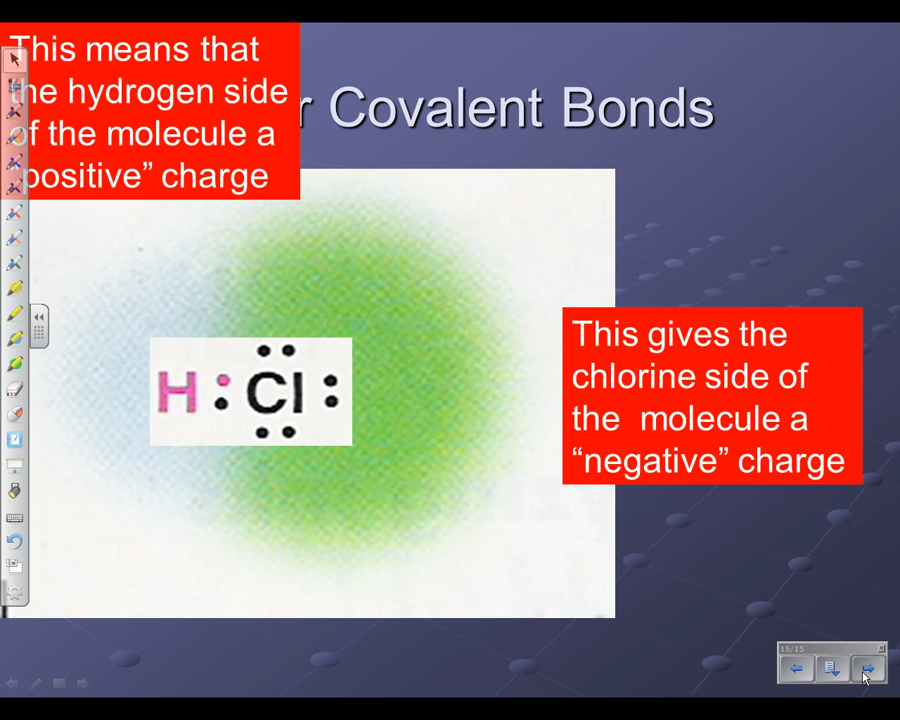 This means that
the hydrogen side
of the molecule a
“positive” charge
r Covalent Bonds
H : Cl :
This gives the
chlorine side of
the molecule a
“negative” charge
15/15